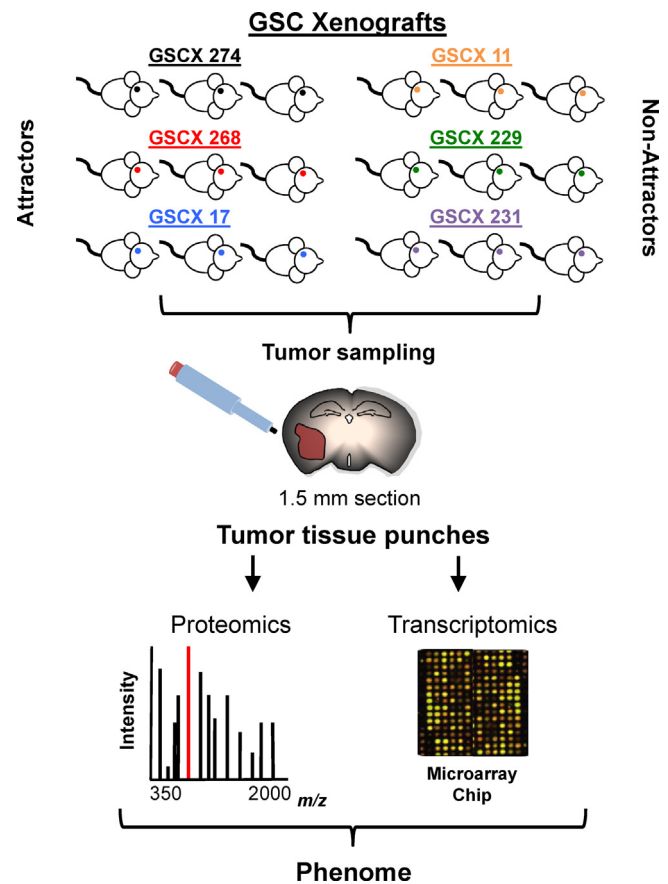 GSC Xenografts
GSCX 274
GSCX 11
GSCX 268
GSCX 229
GSCX 17
GSCX 231
Attractors
Non-Attractors
Tumor sampling
1.5 mm section
Tumor tissue punches
Proteomics
Transcriptomics
Intensity
350
2000
m/z
Microarray
Chip
Phenome